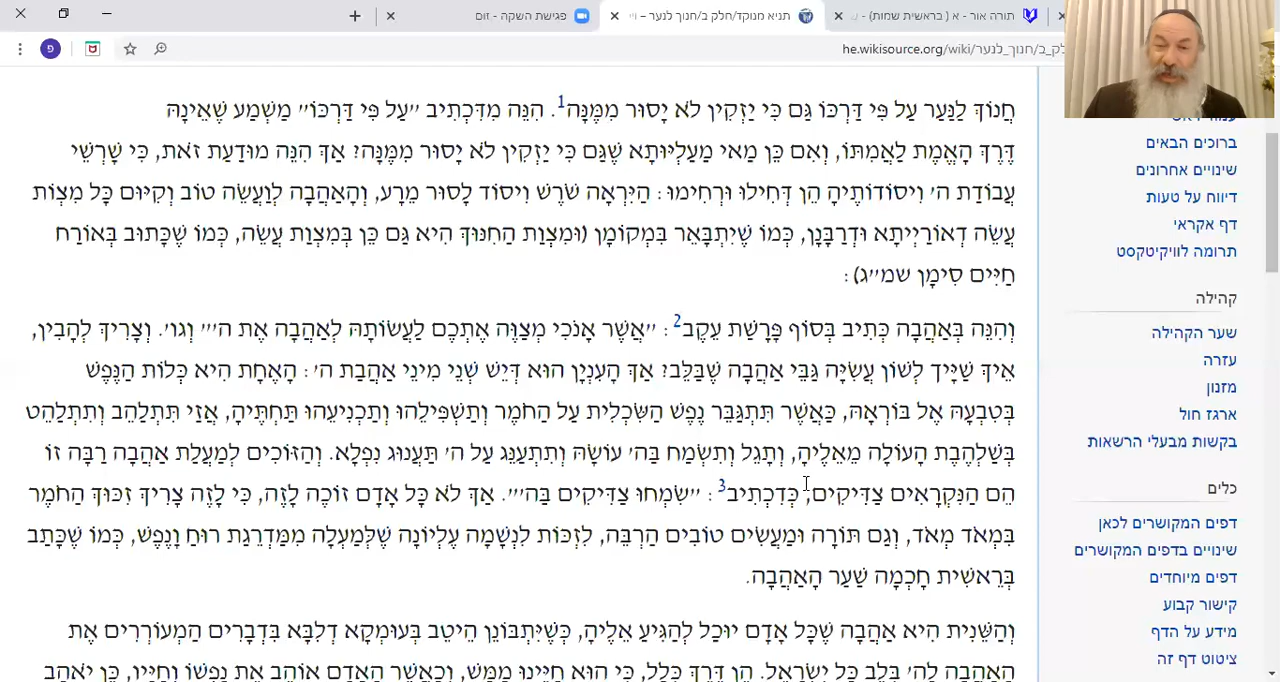 פגישת השקה - זום
תניא מנוקד/חלק ב/חנוך לנער – וי
תורה אור - א ( בראשית שמות) - נ
he.wikisource.org/wiki/חנוך_לנער/לק_ב
חֲנוֹךְ לַנַּעַר עַל פִּי דַּרְכּוֹ גַּם כִּי יַזְקִין לֹא יָסוּר מִמֶּנָּה1. הִנֵּה מִדִּכְתִיב "עַל פִּי דַּרְכּוֹ" מַשְׁמַע שֶׁאֵינָהּ
דֶּרֶךְ הָאֱמֶת לַאֲמִתּוֹ, וְאִם כֵּן מַאי מַעַלְיוּתָא שֶׁגַּם כִּי יַזְקִין לֹא יָסוּר מִמֶּנָּה? אַךְ הִנֵּה מוּדַעַת זֹאת, כִּי שָׁרְשֵׁי
עֲבוֹדַת ה' וִיסוֹדוֹתֶיהָ הֵן דְּחִילוּ וּרְחִימוּ: הַיִּרְאָה שֹׁרֶשׁ וִיסוֹד לְסוּר מֵרָע, וְהָאַהֲבָה לְוַעֲשֵׂה טוֹב וְקִיּוּם כָּל מִצְוֹת
עֲשֵׂה דְאוֹרַיְיתָא וּדְרַבָּנָן, כְּמוֹ שֶׁיִּתְבָּאֵר בִּמְקוֹמָן (וּמִצְוַת הַחִינּוּךְ הִיא גַּם כֵּן בְּמִצְוַת עֲשֵׂה, כְּמוֹ שֶׁכָּתוּב בְּאוֹרַח
חַיִּים סִימָן שמ"ג):
וְהִנֵּה בְּאַהֲבָה כְּתִיב בְּסוֹף פָּרָשַׁת עֵקֶב2: "אֲשֶׁר אָנֹכִי מְצַוֶּה אֶתְכֶם לַעֲשׂוֹתָהּ לְאַהֲבָה אֶת ה'" וְגוֹ'. וְצָרִיךְ לְהָבִין,
אֵיךְ שַׁיָּיךְ לְשׁוֹן עֲשִׂיָּה גַּבֵּי אַהֲבָה שֶׁבַּלֵּב? אַךְ הָעִנְיָן הוּא דְּיֵשׁ שְׁנֵי מִינֵי אַהֲבַת ה': הָאֶחָת הִיא כְּלוֹת הַנֶּפֶשׁ
בְּטִבְעָהּ אֶל בּוֹרְאָהּ, כַּאֲשֶׁר תִּתְגַּבֵּר נֶפֶשׁ הַשִּׂכְלִית עַל הַחֹמֶר וְתַשְׁפִּילֵהוּ וְתַכְנִיעֵהוּ תַּחְתֶּיהָ, אֲזַי תִּתְלַהֵב וְתִתְלַהֵט
בְּשַׁלְהֶבֶת הָעוֹלָה מֵאֵלֶיהָ, וְתָגֵל וְתִשְׂמַח בַּה' עוֹשָׂהּ וְתִתְעַנֵּג עַל ה' תַּעֲנוּג נִפְלָא. וְהַזּוֹכִים לְמַעֲלַת אַהֲבָה רַבָּה זוֹ
הֵם הַנִּקְרָאִים צַדִּיקִים, כְּדִכְתִיב3: "שִׂמְחוּ צַדִּיקִים בַּה'". אַךְ לֹא כָּל אָדָם זוֹכֶה לָזֶה, כִּי לָזֶה צָרִיךְ זִכּוּךְ הַחֹמֶר
בִּמְאֹד מְאֹד, וְגַם תּוֹרָה וּמַעֲשִׂים טוֹבִים הַרְבֵּה, לִזְכּוֹת לִנְשָׁמָה עֶלְיוֹנָה שֶׁלְּמַעְלָה מִמַּדְרֵגַת רוּחַ וָנֶפֶשׁ, כְּמוֹ שֶׁכָּתַב
בְּרֵאשִׁית חָכְמָה שַׁעַר הָאַהֲבָה.
וְהַשֵּׁנִית הִיא אַהֲבָה שֶׁכָּל אָדָם יוּכַל לְהַגִּיעַ אֵלֶיהָ, כְּשֶׁיִּתְבּוֹנֵן הֵיטֵב בְּעוּמְקָא דְלִבָּא בִּדְבָרִים הַמְעוֹרְרִים אֶת
הָאַהֲבָה לַה' בְּלֵב כָּל יִשְׂרָאֵל. הֵן דֶּרֶךְ כְּלָל, כִּי הוּא חַיֵּינוּ מַמָּשׁ, וְכַאֲשֶׁר הָאָדָם אוֹהֵב אֶת נַפְשׁוֹ וְחַיָּיו, כֵּן יֹאהַב
ברוכים הבאים
שינויים אחרונים
דיווח על טעות
דף אקראי
תרומה לוויקיטקסט
קהילה
שער הקהילה
עזרה
מזנון
ארגז חול
בקשות מבעלי הרשאות
כלים
דפים המקושרים לכאן
שינויים בדפים המקושרים
דפים מיוחדים
קישור קבוע
מידע על הדף
ציטוט דף זה